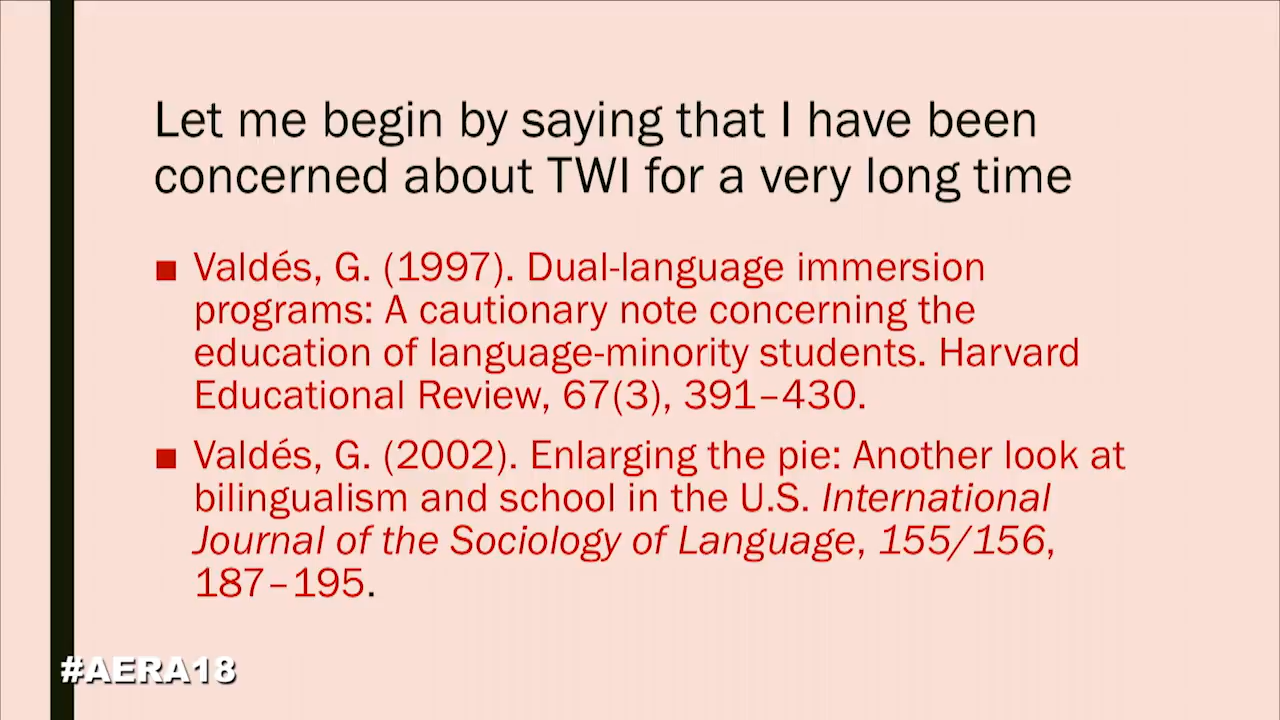 Let me begin by saying that I have been
concerned about TWI for a very long time
■ Valdés, G. (1997). Dual-language immersion
programs: A cautionary note concerning the
education of language-minority students. Harvard
Educational Review, 67(3), 391–430.
■ Valdés, G. (2002). Enlarging the pie: Another look at
bilingualism and school in the U.S. International
Journal of the Sociology of Language, 155/156,
187–195.
#AERA18